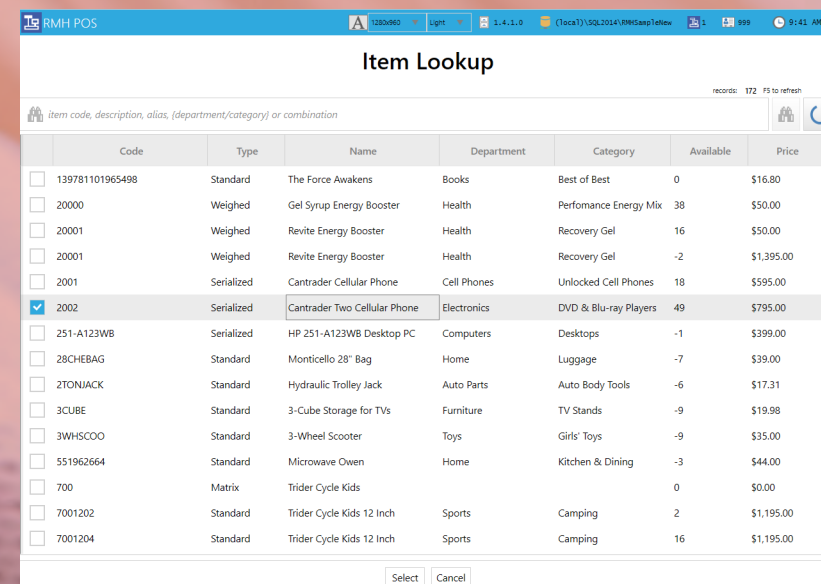 RMH POS A 1280x960 Light 1.4.1.0 (local)\SQL2014\RMHSampleNew 1 999 9:41 AM
Item Lookup
records: 172 F5 to refresh
item code, description, alias, [department/category] or combination
Code Type Name Department Category Available Price
139781101965498 Standard The Force Awakens Books Best of Best 0 $16.80
20000 Weighed Gel Syrup Energy Booster Health Perfomance Energy Mix 38 $50.00
20001 Weighed Revite Energy Booster Health Recovery Gel 16 $50.00
20001 Weighed Revite Energy Booster Health Recovery Gel -2 $1,395.00
2001 Serialized Cantrader Cellular Phone Cell Phones Unlocked Cell Phones 18 $595.00
2002 Serialized Cantrader Two Cellular Phone Electronics DVD & Blu-ray Players 49 $795.00
251-A123WB Serialized HP 251-A123WB Desktop PC Computers Desktops -1 $399.00
28CHEBAG Standard Monticello 28" Bag Home Luggage -7 $39.00
2TONJACK Standard Hydraulic Trolley Jack Auto Parts Auto Body Tools -6 $17.31
3CUBE Standard 3-Cube Storage for TVs Furniture TV Stands -9 $19.98
3WHSCOO Standard 3-Wheel Scooter Toys Girls' Toys -9 $35.00
551962664 Standard Microwave Owen Home Kitchen & Dining -3 $44.00
700 Matrix Trider Cycle Kids 0 $0.00
7001202 Standard Trider Cycle Kids 12 Inch Sports Camping 2 $1,195.00
7001204 Standard Trider Cycle Kids 12 Inch Sports Camping 16 $1,195.00
Select Cancel